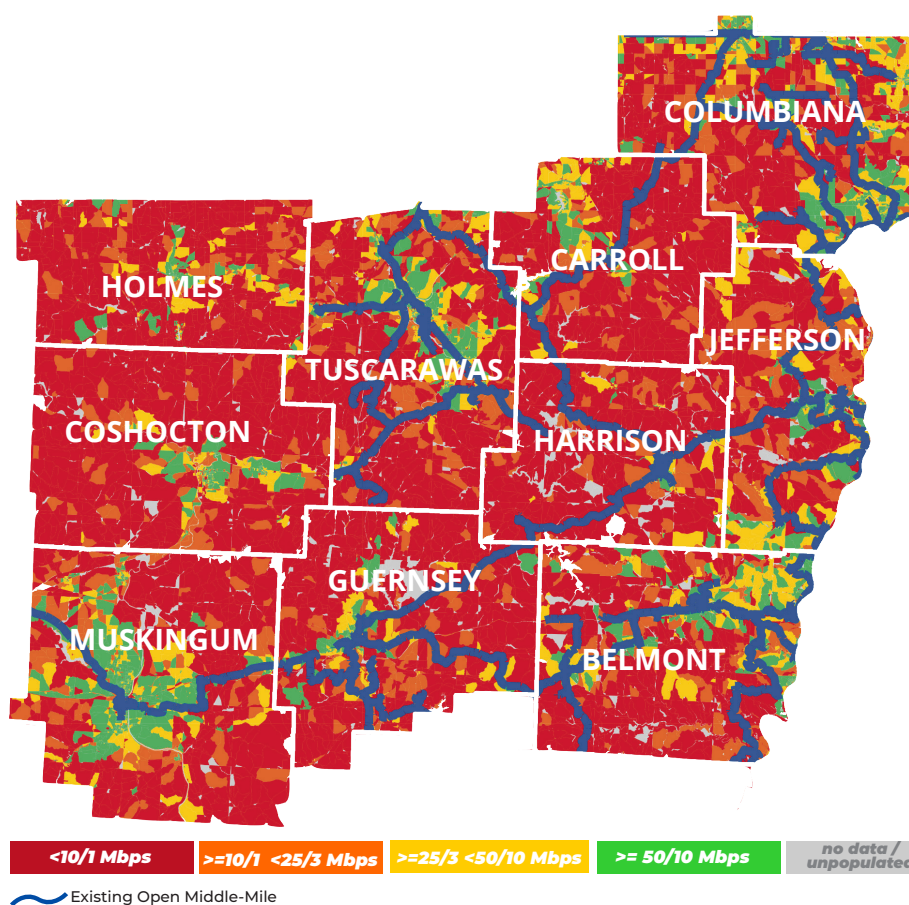 COLUMBIANA
CARROLL
HOLMES
JEFFERSON
TUSCARAWAS
COSHOCTON
HARRISON
GUERNSEY
MUSKINGUM
BELMONT
<10/1 Mbps
>=10/1 <25/3 Mbps
>=25/3 <50/10 Mbps
>= 50/10 Mbps
no data /
unpopulated
Existing Open Middle-Mile